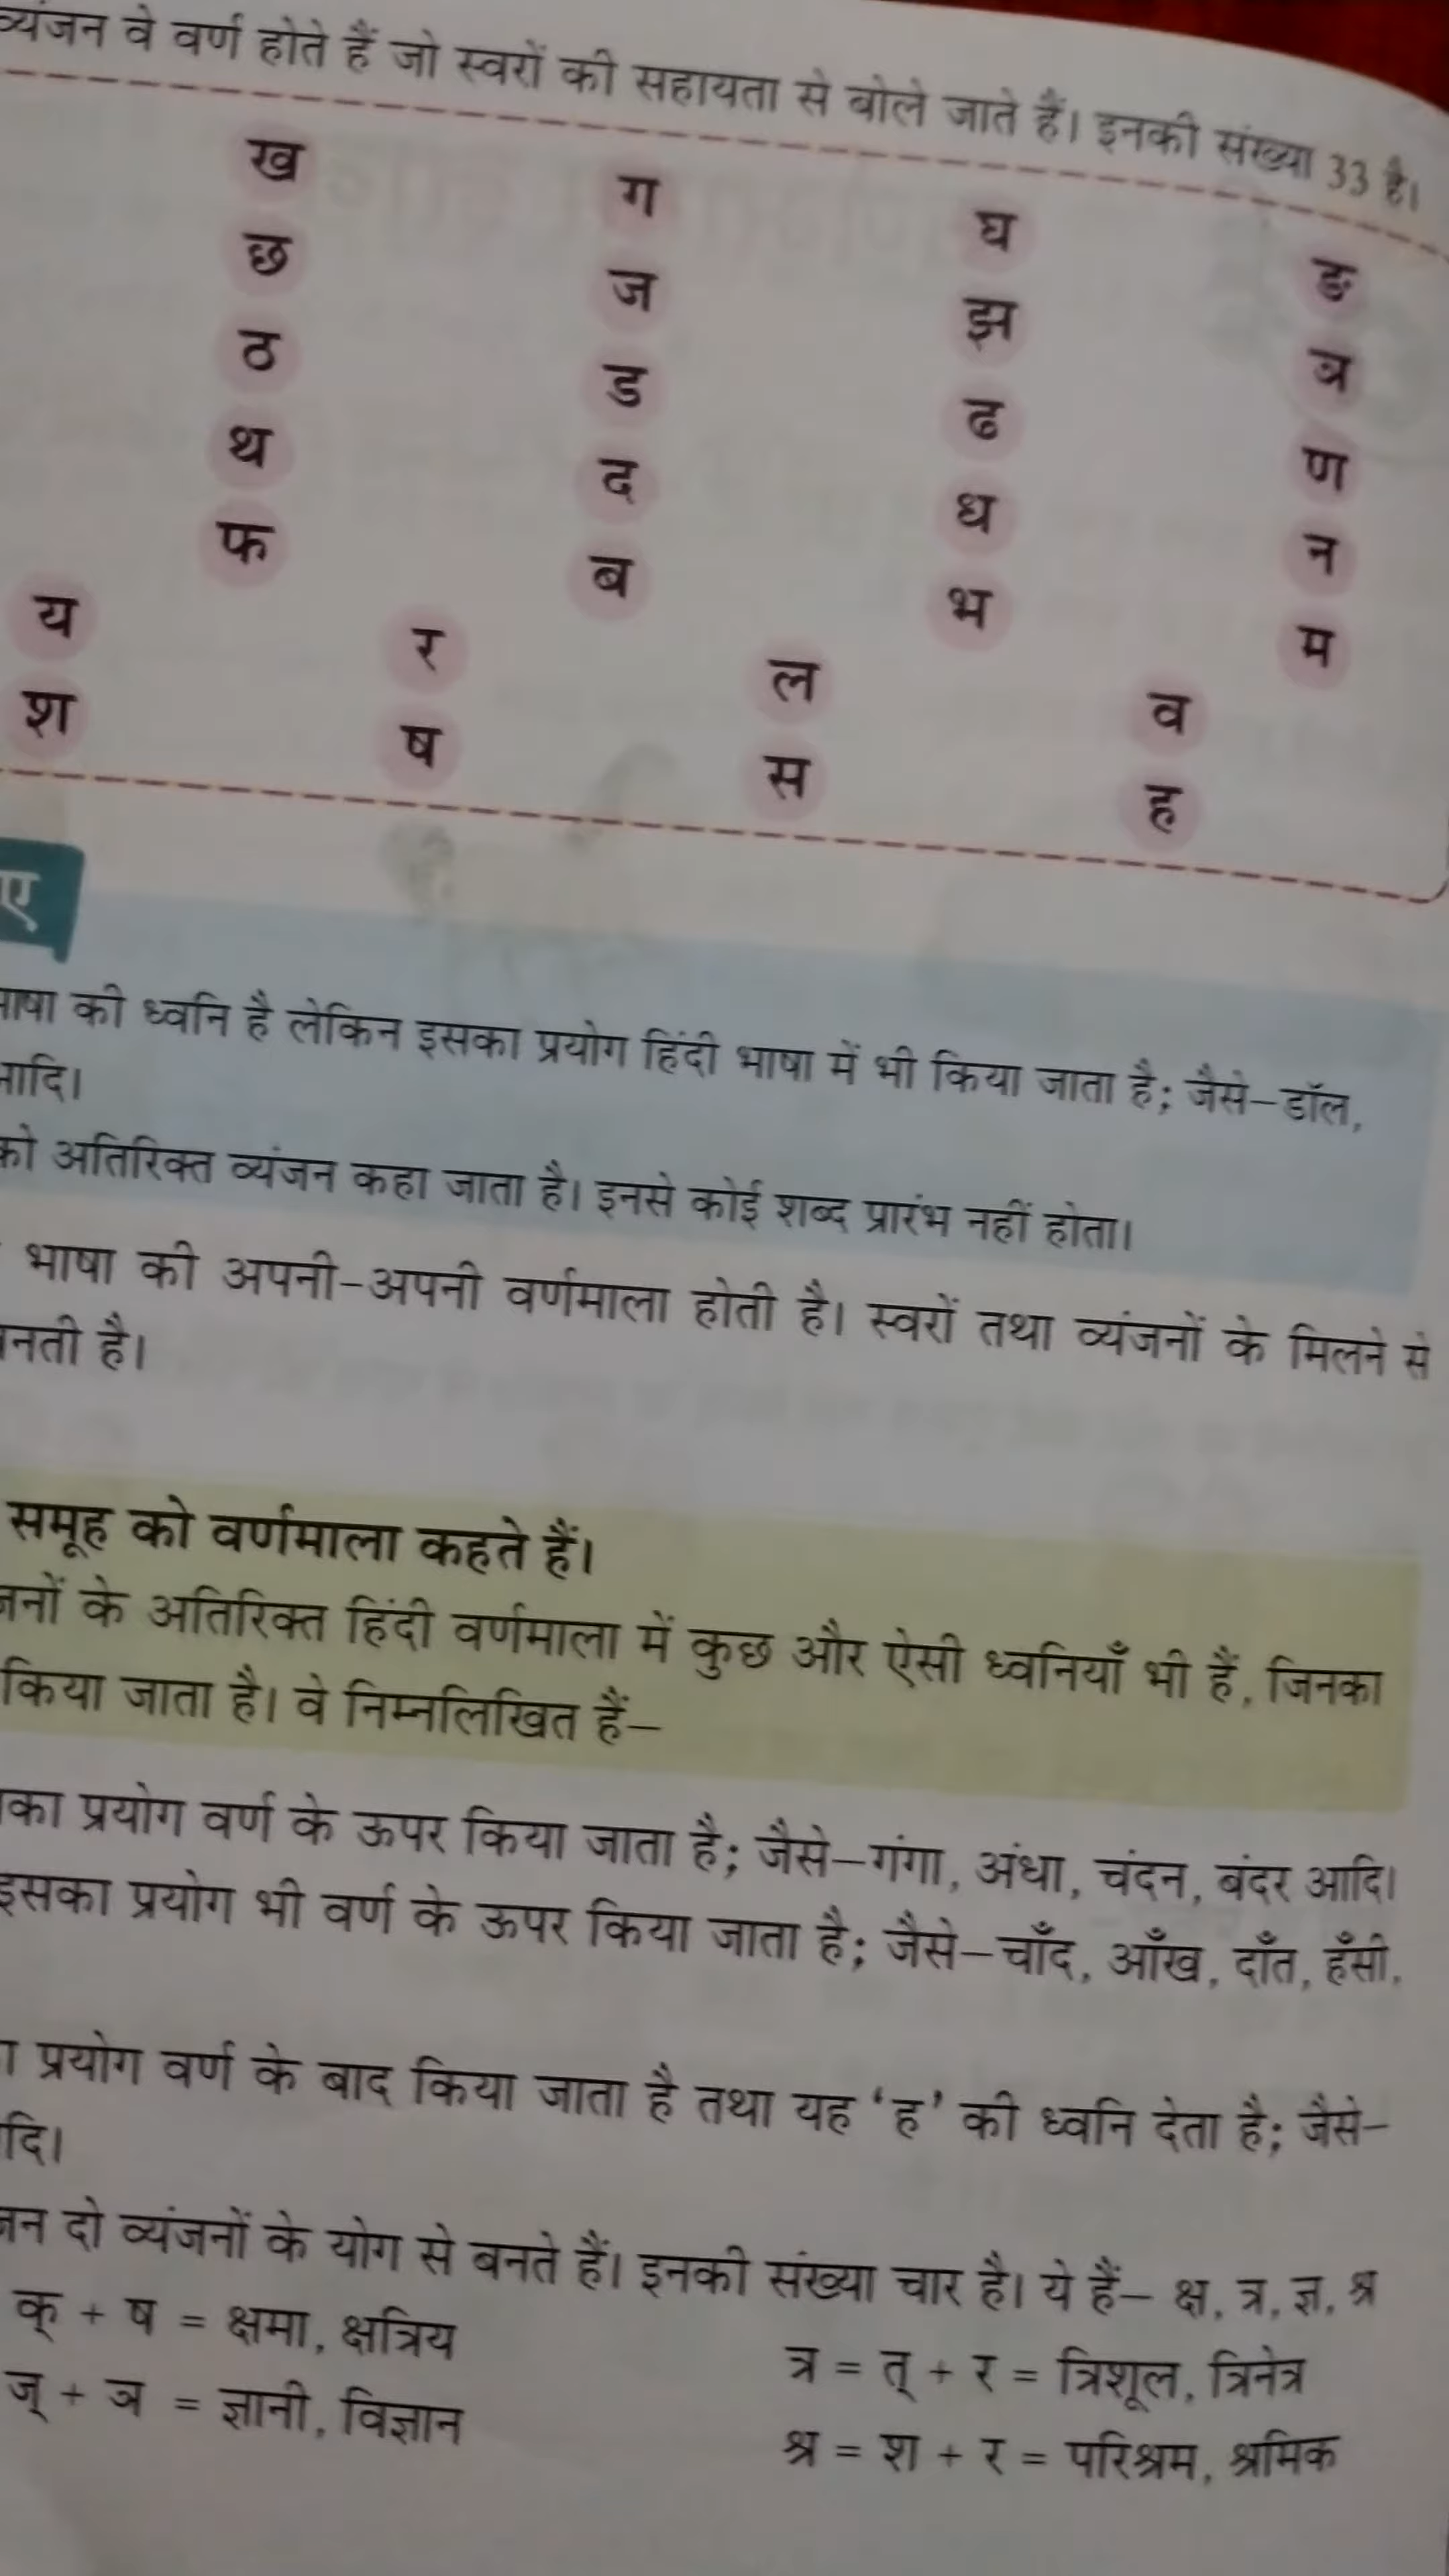 व्यंजन वे वर्ण होते हैं जो स्वरों की सहायता से बोले जाते हैं। इनकी संख्या 33 है।
ख ग घ ङ
छ ज झ ञ
ठ ड ढ ण
थ द ध न
फ ब भ म
य र ल व
श ष स ह
ए
की ध्वनि है लेकिन इसका प्रयोग हिंदी भाषा में भी किया जाता है; जैसे–डॉल,
आदि।
को अतिरिक्त व्यंजन कहा जाता है। इनसे कोई शब्द प्रारंभ नहीं होता।
भाषा की अपनी-अपनी वर्णमाला होती है। स्वरों तथा व्यंजनों के मिलने से
है।
समूह को वर्णमाला कहते हैं।
के अतिरिक्त हिंदी वर्णमाला में कुछ और ऐसी ध्वनियाँ भी हैं, जिनका
किया जाता है। वे निम्नलिखित हैं–
प्रयोग वर्ण के ऊपर किया जाता है; जैसे–गंगा, अंधा, चंदन, बंदर आदि।
इसका प्रयोग भी वर्ण के ऊपर किया जाता है; जैसे–चाँद, आँख, दाँत, हँसी,
प्रयोग वर्ण के बाद किया जाता है तथा यह ‘ह’ की ध्वनि देता है; जैसे–
दो व्यंजनों के योग से बनते हैं। इनकी संख्या चार है। ये हैं– क्ष, त्र, ज्ञ, श्र
क् + ष = क्षमा, क्षत्रिय त्र = त् + र = त्रिशूल, त्रिनेत्र
ज् + ञ = ज्ञानी, विज्ञान श्र = श + र = परिश्रम, श्रमिक